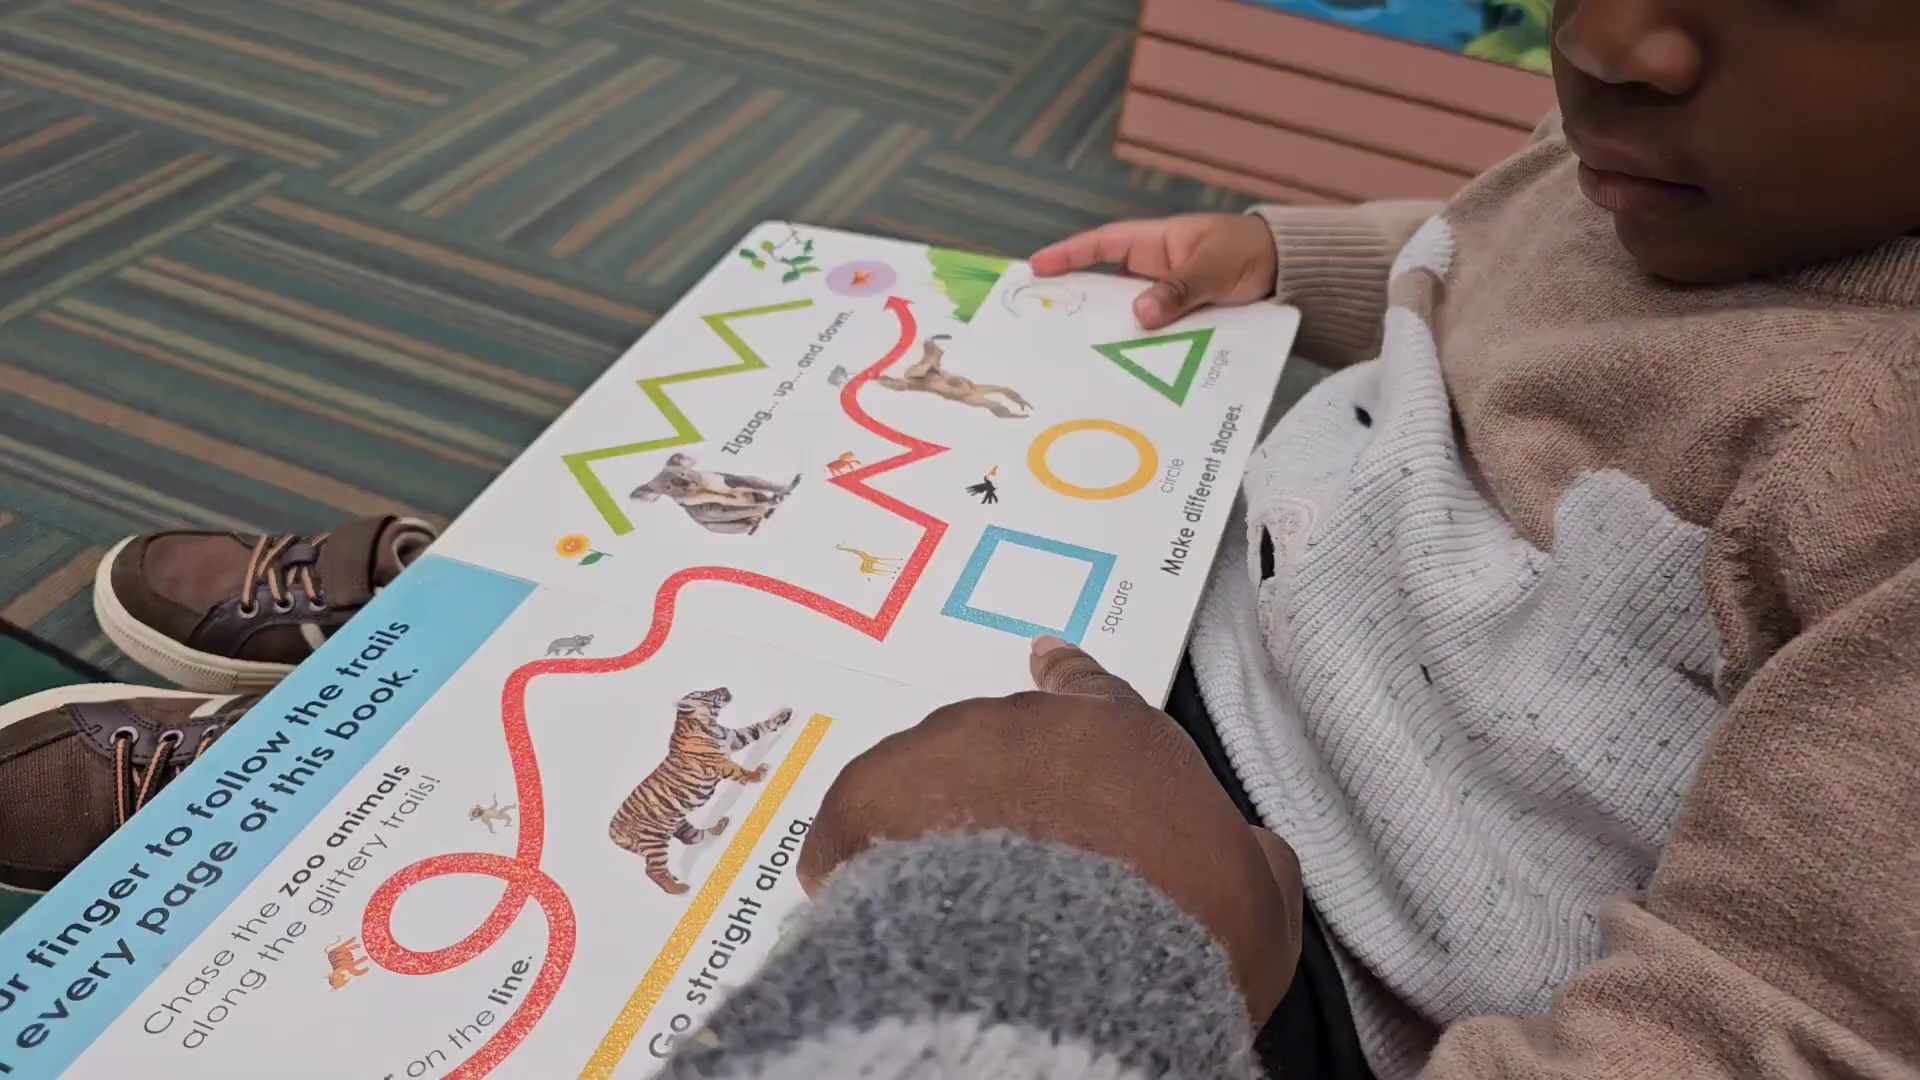 ur finger to follow the trails
every page of this book.
Chase the zoo animals
along the glittery trails!
on the line.
Go straight along.
Zigzag... up... and down.
triangle
circle
square
Make different shapes.